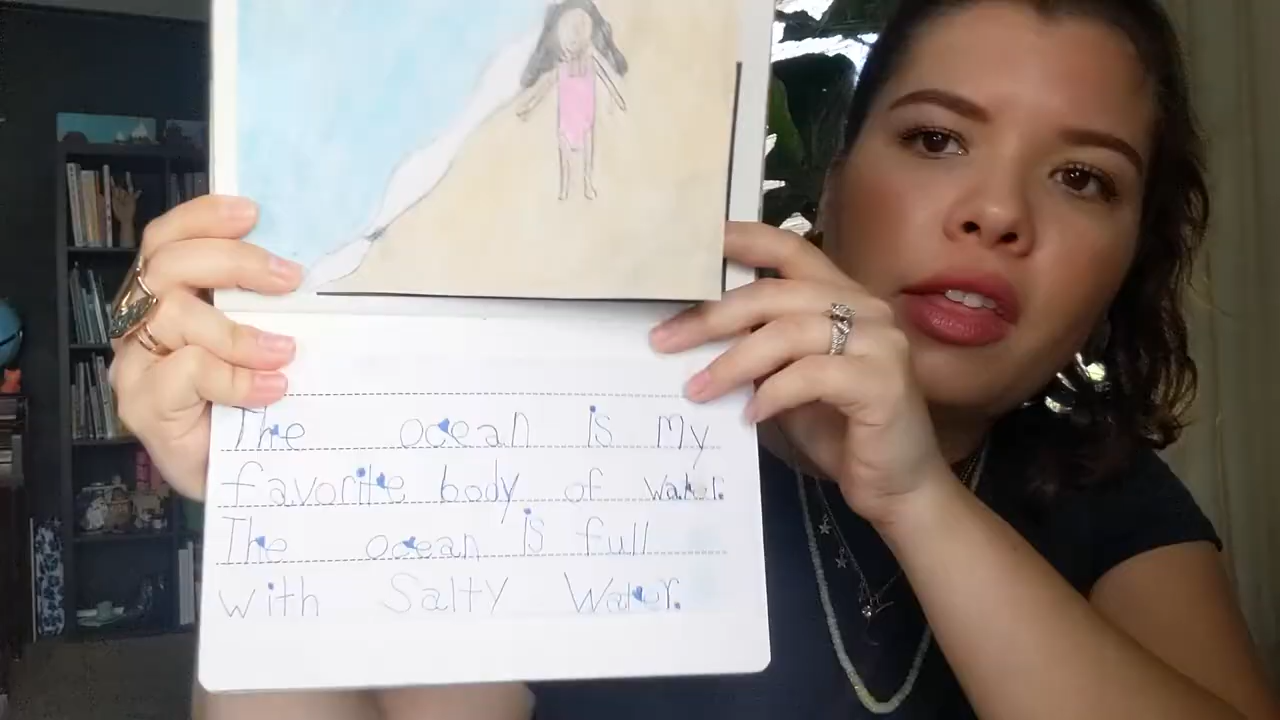 The ocean is my
favorite body of water.
The ocean is full
with Salty Water.